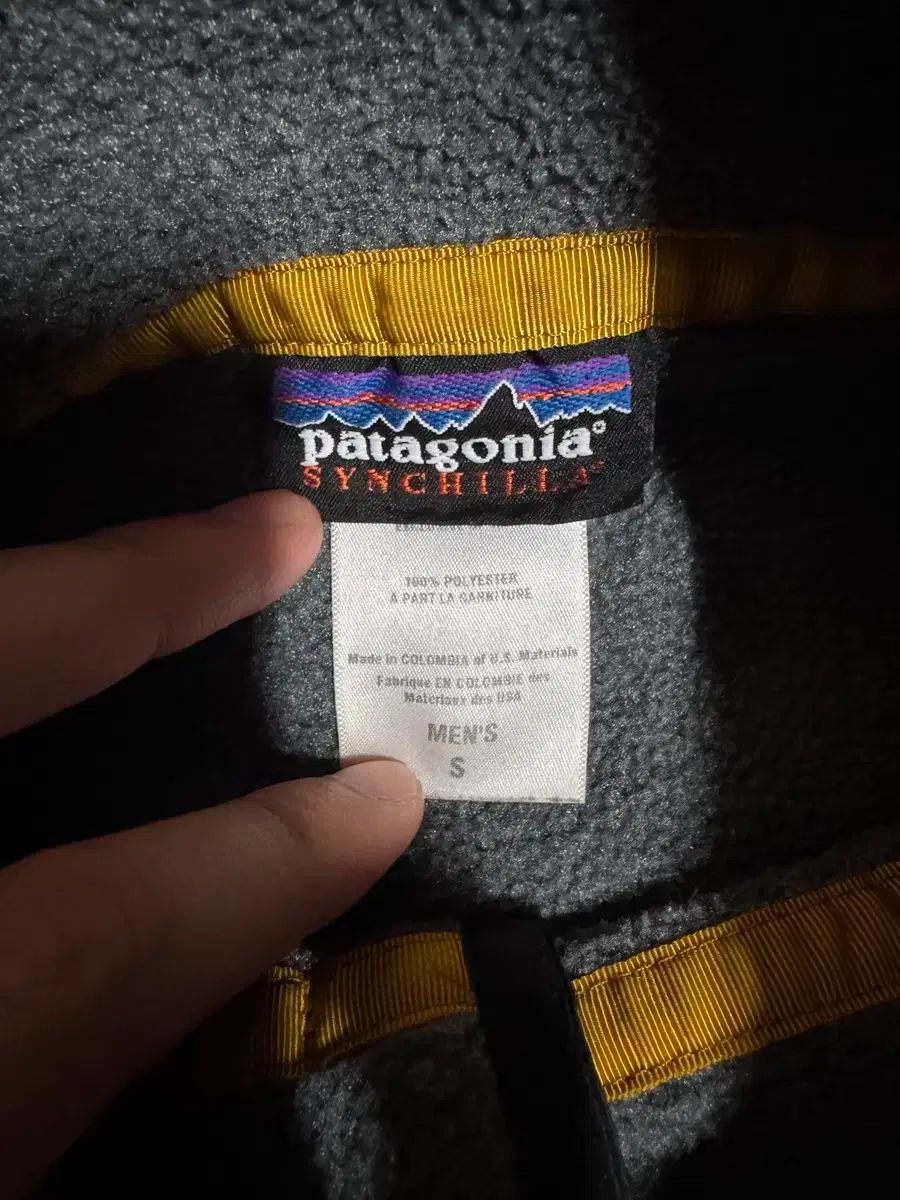 patagonia®
SYNCHILLA®
100% POLYESTER
À PART LA GARNITURE
Made in COLOMBIA of U.S. Materials
Fabriqué EN COLOMBIE des
Matériaux des USA
MEN'S
S